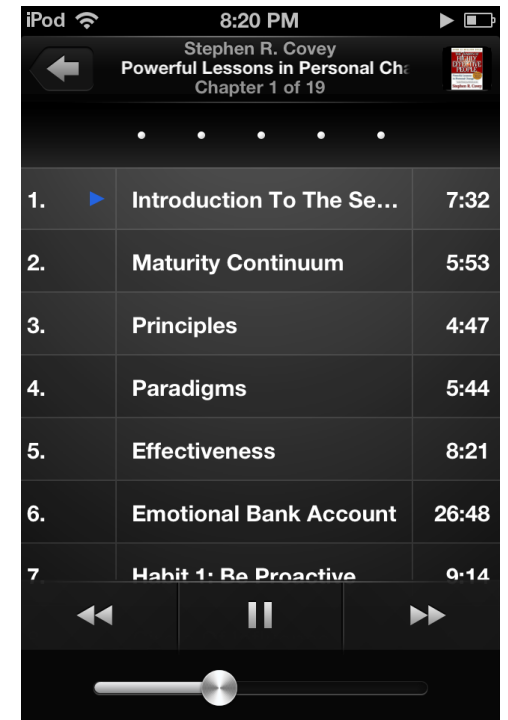 iPod 8:20 PM
Stephen R. Covey
Powerful Lessons in Personal Cha
Chapter 1 of 19
1. Introduction To The Se... 7:32
2. Maturity Continuum 5:53
3. Principles 4:47
4. Paradigms 5:44
5. Effectiveness 8:21
6. Emotional Bank Account 26:48
7. Habit 1: Be Proactive 9:14